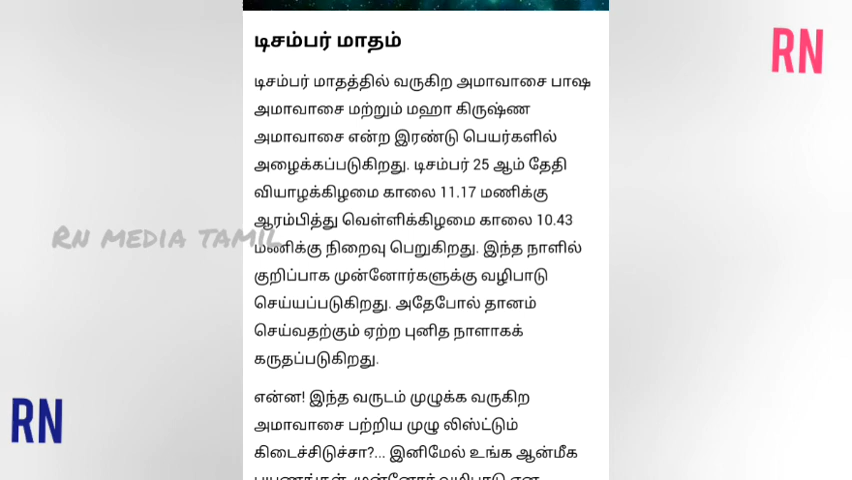 RN
டிசம்பர் மாதம்
டிசம்பர் மாதத்தில் வருகிற அமாவாசை பாஷ
அமாவாசை மற்றும் மஹா கிருஷ்ண
அமாவாசை என்ற இரண்டு பெயர்களில்
அழைக்கப்படுகிறது. டிசம்பர் 25 ஆம் தேதி
வியாழக்கிழமை காலை 11.17 மணிக்கு
ஆரம்பித்து வெள்ளிக்கிழமை காலை 10.43
RN MEDIA TAMIL
மணிக்கு நிறைவு பெறுகிறது. இந்த நாளில்
குறிப்பாக முன்னோர்களுக்கு வழிபாடு
செய்யப்படுகிறது. அதேபோல் தானம்
செய்வதற்கும் ஏற்ற புனித நாளாகக்
கருதப்படுகிறது.
என்ன! இந்த வருடம் முழுக்க வருகிற
அமாவாசை பற்றிய முழு லிஸ்ட்டும்
கிடைச்சிடுச்சா?... இனிமேல் உங்க ஆன்மீக
RN